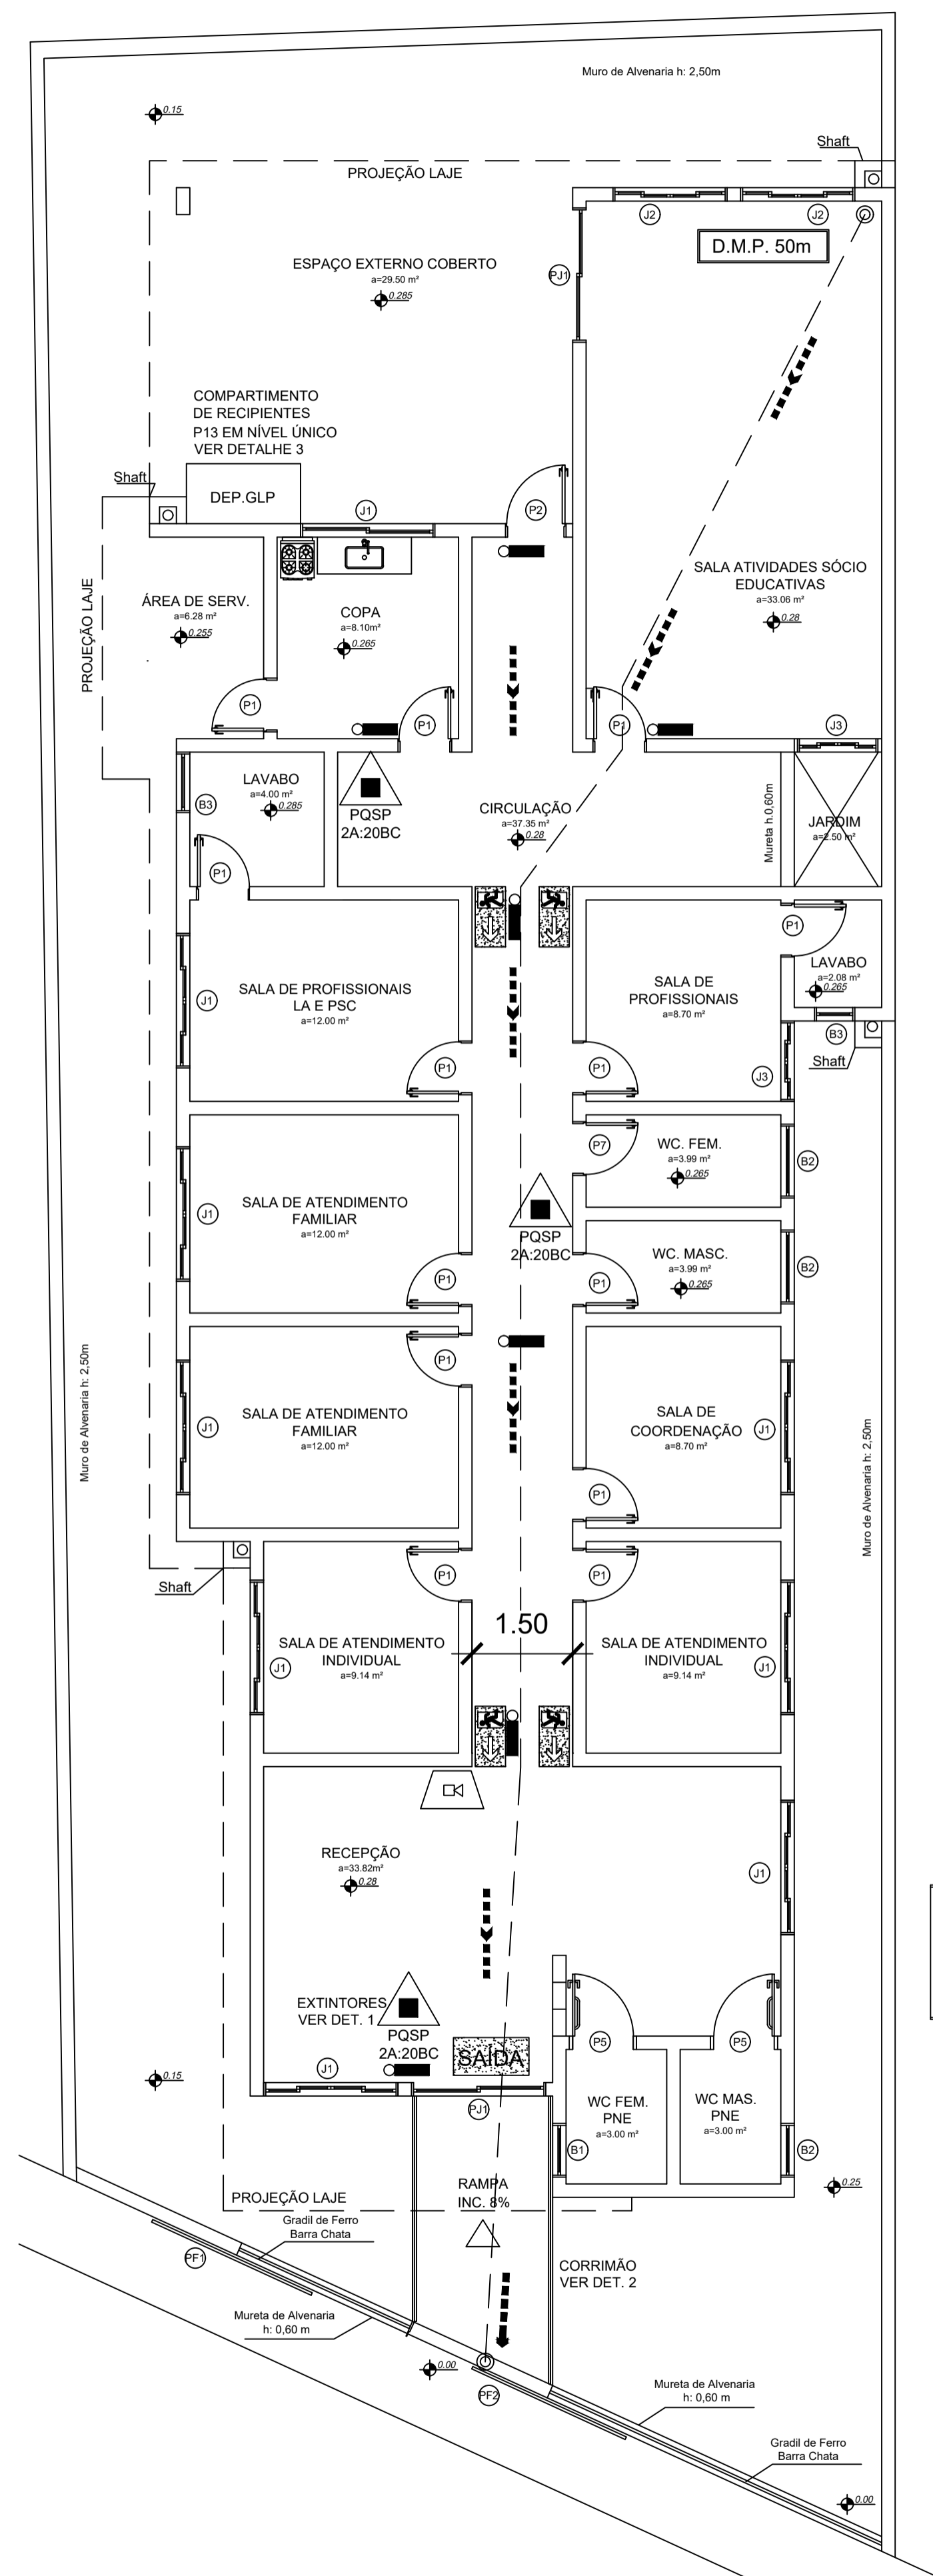 Muro de Alvenaria h: 2,50m
0.15
Shaft
PROJEÇÃO LAJE
J2
J2
D.M.P. 50m
ESPAÇO EXTERNO COBERTO
a=29.50 m²
0.285
PJ1
COMPARTIMENTO
DE RECIPIENTES
P13 EM NÍVEL ÚNICO
VER DETALHE 3
Shaft
DEP.GLP
J1
P2
PROJEÇÃO LAJE
ÁREA DE SERV.
a=6.28 m²
0.255
COPA
a=8.10m²
0.265
SALA ATIVIDADES SÓCIO
EDUCATIVAS
a=33.06 m²
0.28
P1
P1
P1
J3
LAVABO
a=4.00 m²
0.285
B3
PQSP
2A:20BC
CIRCULAÇÃO
a=37.35 m²
0.28
Mureta h.0,60m
JARDIM
a=2.50 m²
P1
P1
SALA DE PROFISSIONAIS
LA E PSC
a=12.00 m²
J1
SALA DE
PROFISSIONAIS
a=8.70 m²
LAVABO
a=2.08 m²
0.265
B3
Shaft
P1
P1
J3
WC. FEM.
a=3.99 m²
0.265
P7
B2
SALA DE ATENDIMENTO
FAMILIAR
a=12.00 m²
J1
PQSP
2A:20BC
WC. MASC.
a=3.99 m²
0.265
B2
P1
P1
Muro de Alvenaria h: 2,50m
P1
SALA DE ATENDIMENTO
FAMILIAR
a=12.00 m²
J1
SALA DE
COORDENAÇÃO
a=8.70 m²
J1
Muro de Alvenaria h: 2,50m
P1
Shaft
P1
P1
1.50
SALA DE ATENDIMENTO
INDIVIDUAL
a=9.14 m²
J1
SALA DE ATENDIMENTO
INDIVIDUAL
a=9.14 m²
J1
RECEPÇÃO
a=33.82m²
0.28
J1
EXTINTORES
VER DET. 1
PQSP
2A:20BC
SAÍDA
P5
P5
0.15
J1
PJ1
WC FEM.
PNE
a=3.00 m²
WC MAS.
PNE
a=3.00 m²
B1
B2
0.25
PROJEÇÃO LAJE
RAMPA
INC. 8%
Gradil de Ferro
Barra Chata
PF1
CORRIMÃO
VER DET. 2
Mureta de Alvenaria
h: 0,60 m
0.00
PF2
Mureta de Alvenaria
h: 0,60 m
Gradil de Ferro
Barra Chata
0.00